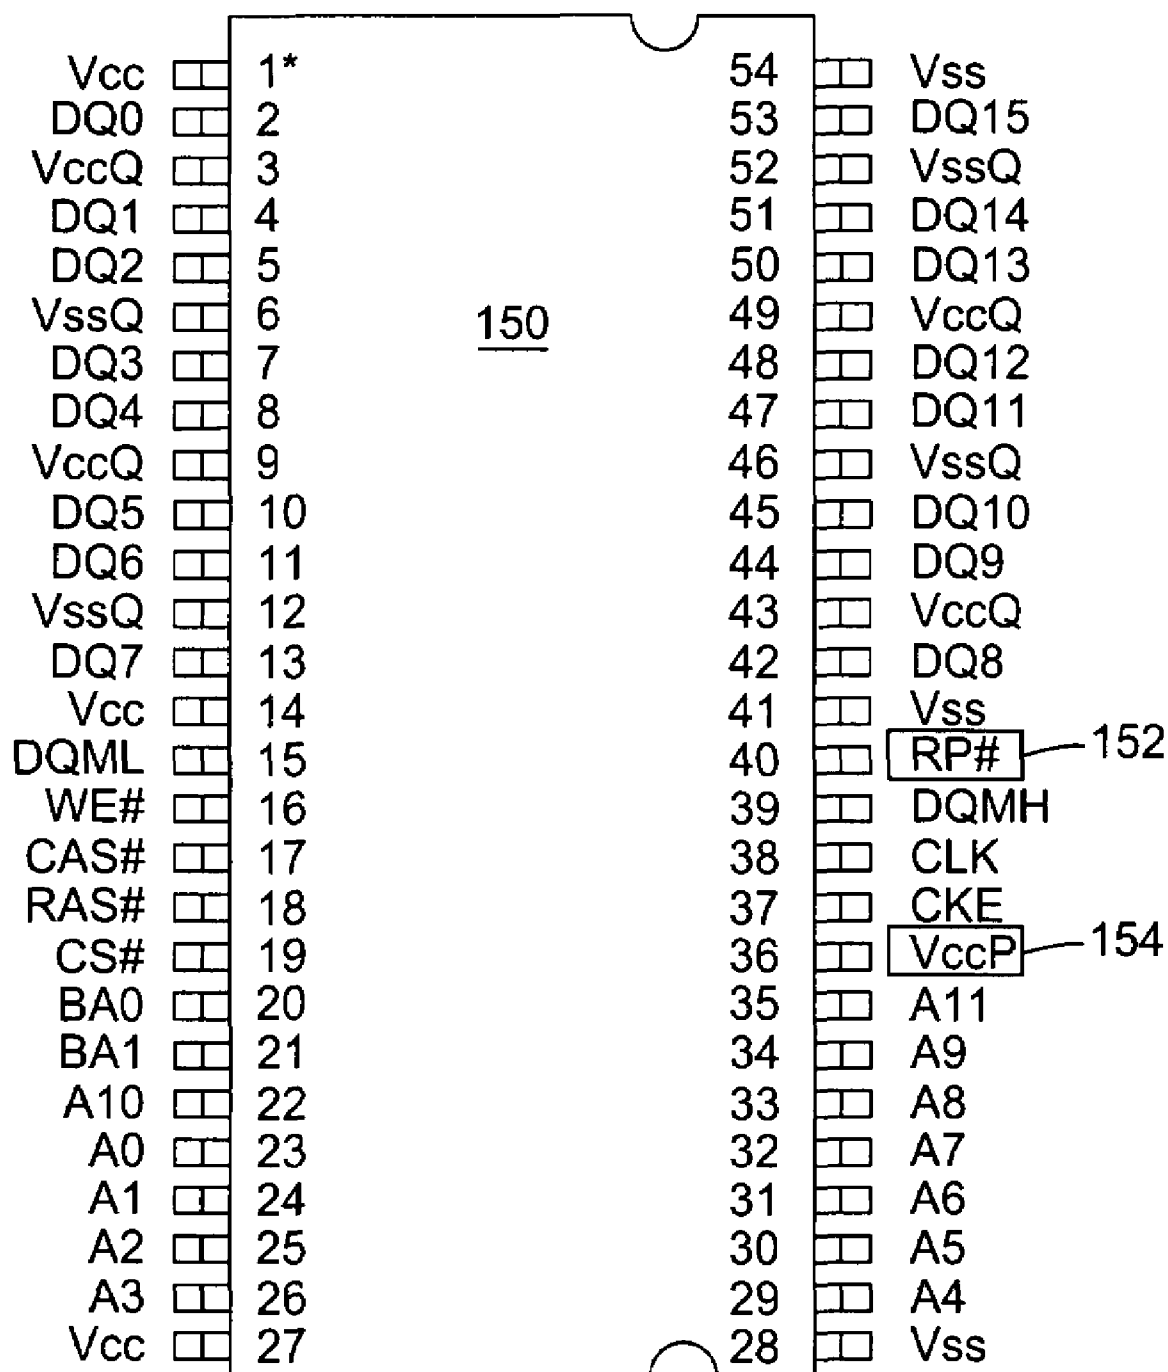 Vcc 1* 54 Vss
DQ0 2 53 DQ15
VccQ 3 52 VssQ
DQ1 4 51 DQ14
DQ2 5 50 DQ13
VssQ 6 150 49 VccQ
DQ3 7 48 DQ12
DQ4 8 47 DQ11
VccQ 9 46 VssQ
DQ5 10 45 DQ10
DQ6 11 44 DQ9
VssQ 12 43 VccQ
DQ7 13 42 DQ8
Vcc 14 41 Vss
DQML 15 40 RP# 152
WE# 16 39 DQMH
CAS# 17 38 CLK
RAS# 18 37 CKE
CS# 19 36 VccP 154
BA0 20 35 A11
BA1 21 34 A9
A10 22 33 A8
A0 23 32 A7
A1 24 31 A6
A2 25 30 A5
A3 26 29 A4
Vcc 27 28 Vss